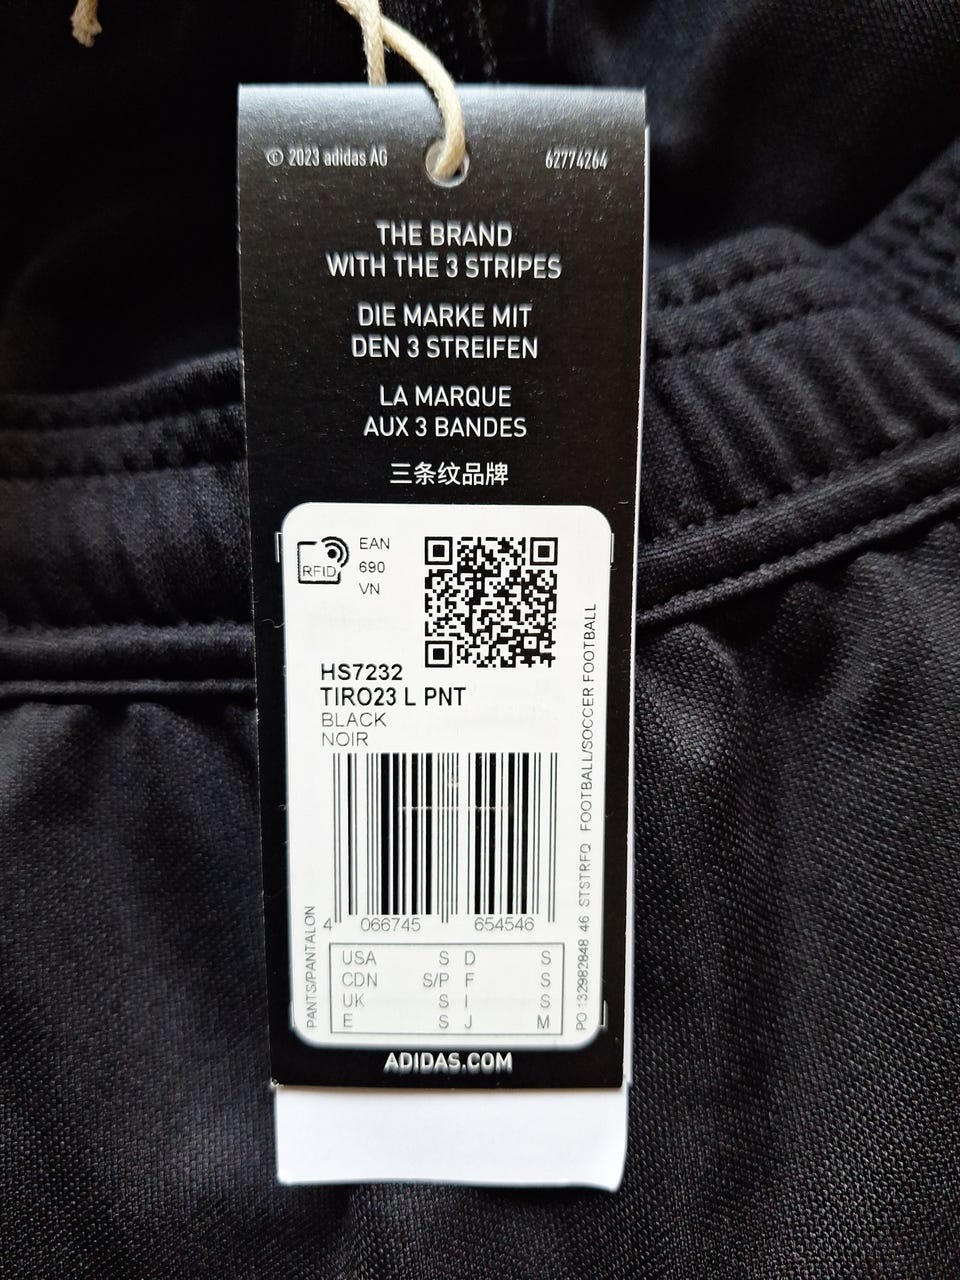 © 2023 adidas AG 62774264
THE BRAND
WITH THE 3 STRIPES
DIE MARKE MIT
DEN 3 STREIFEN
LA MARQUE
AUX 3 BANDES
三条纹品牌
RFID
EAN
690
VN
HS7232
TIRO23 L PNT
BLACK
NOIR
4 066745 654546
PANTS/PANTALON
PO 132982848 46 STSTRFQ FOOTBALL/SOCCER FOOTBALL
USA S D S
CDN S/P F S
UK S I S
E S J M
ADIDAS.COM